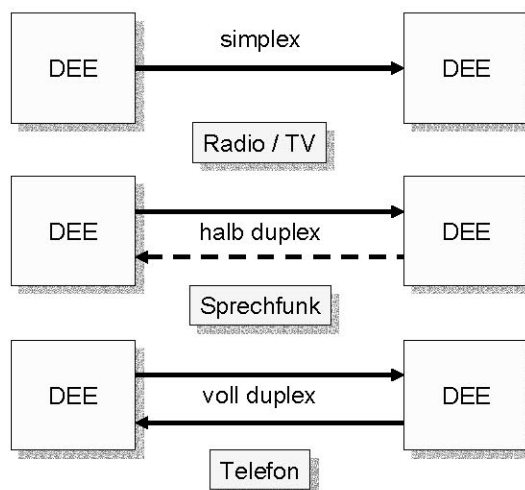 simplex
DEE DEE
Radio / TV
DEE DEE
halb duplex
Sprechfunk
DEE DEE
voll duplex
Telefon